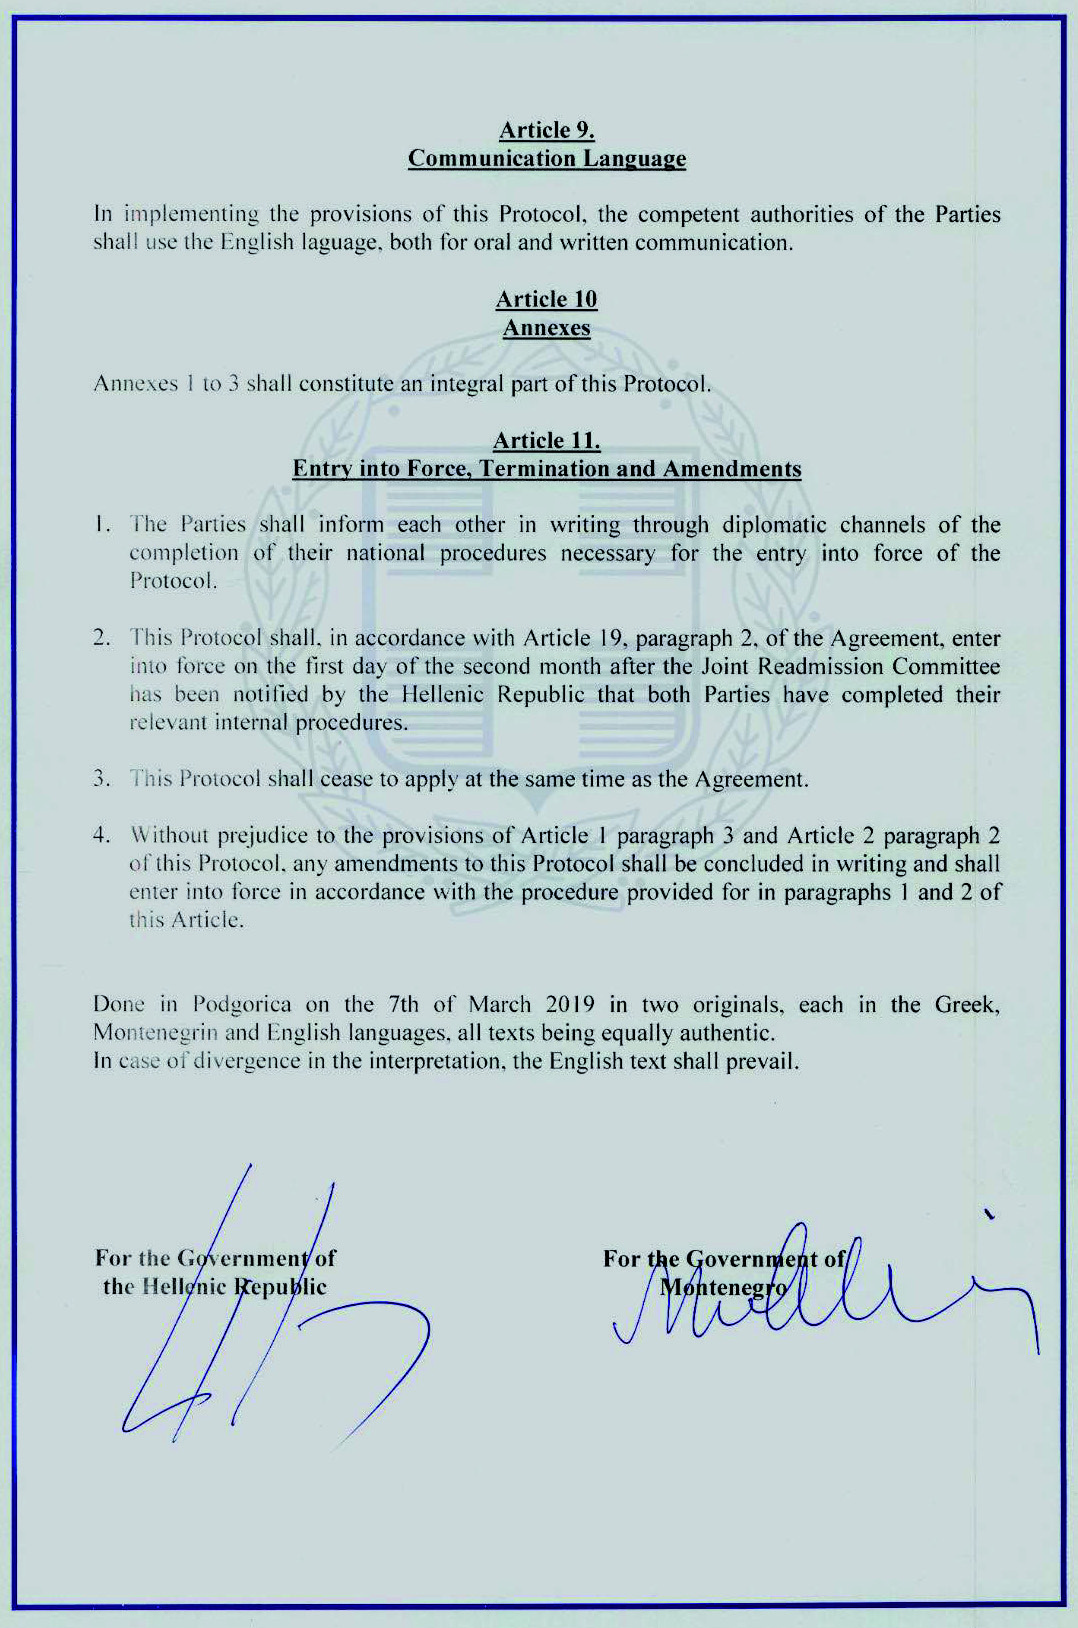 Article 9.
Communication Language
In implementing the provisions of this Protocol, the competent authorities of the Parties
shall use the English laguage, both for oral and written communication.
Article 10
Annexes
Annexes 1 to 3 shall constitute an integral part of this Protocol.
Article 11.
Entry into Force, Termination and Amendments
1. The Parties shall inform each other in writing through diplomatic channels of the
completion of their national procedures necessary for the entry into force of the
Protocol.
2. This Protocol shall, in accordance with Article 19, paragraph 2, of the Agreement, enter
into force on the first day of the second month after the Joint Readmission Committee
has been notified by the Hellenic Republic that both Parties have completed their
relevant internal procedures.
3. This Protocol shall cease to apply at the same time as the Agreement.
4. Without prejudice to the provisions of Article 1 paragraph 3 and Article 2 paragraph 2
of this Protocol, any amendments to this Protocol shall be concluded in writing and shall
enter into force in accordance with the procedure provided for in paragraphs 1 and 2 of
this Article.
Done in Podgorica on the 7th of March 2019 in two originals, each in the Greek,
Montenegrin and English languages, all texts being equally authentic.
In case of divergence in the interpretation, the English text shall prevail.
For the Government of
the Hellenic Republic
For the Government of
Montenegro